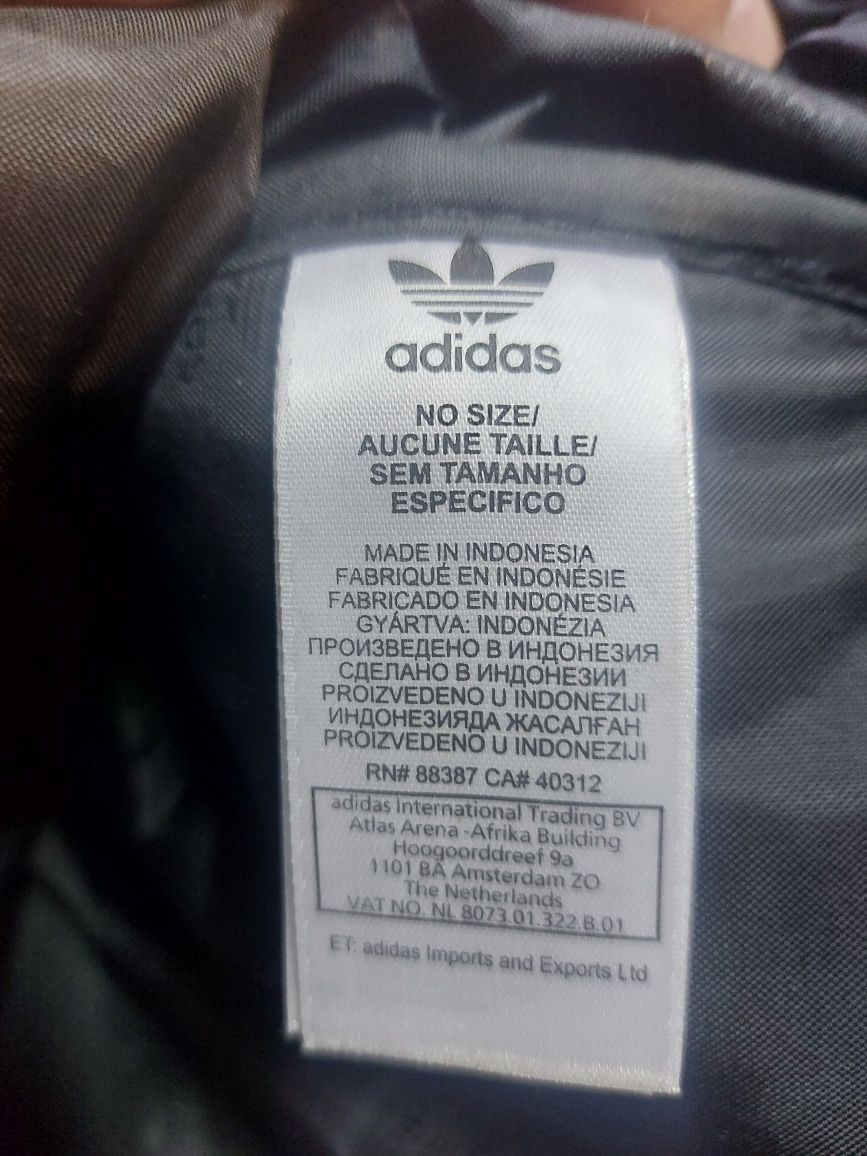 adidas
NO SIZE/
AUCUNE TAILLE/
SEM TAMANHO
ESPECIFICO
MADE IN INDONESIA
FABRIQUÉ EN INDONÉSIE
FABRICADO EN INDONESIA
GYÁRTVA: INDONÉZIA
ПРОИЗВЕДЕНО В ИНДОНЕЗИЯ
СДЕЛАНО В ИНДОНЕЗИИ
PROIZVEDENO U INDONEZIJI
ИНДОНЕЗИЯДА ЖАСАЛҒАН
PROIZVEDENO U INDONEZIJI
RN# 88387 CA# 40312
adidas International Trading BV
Atlas Arena -Afrika Building
Hoogoorddreef 9a
1101 BA Amsterdam ZO
The Netherlands
VAT NO. NL 8073.01.322.B.01
ET: adidas Imports and Exports Ltd